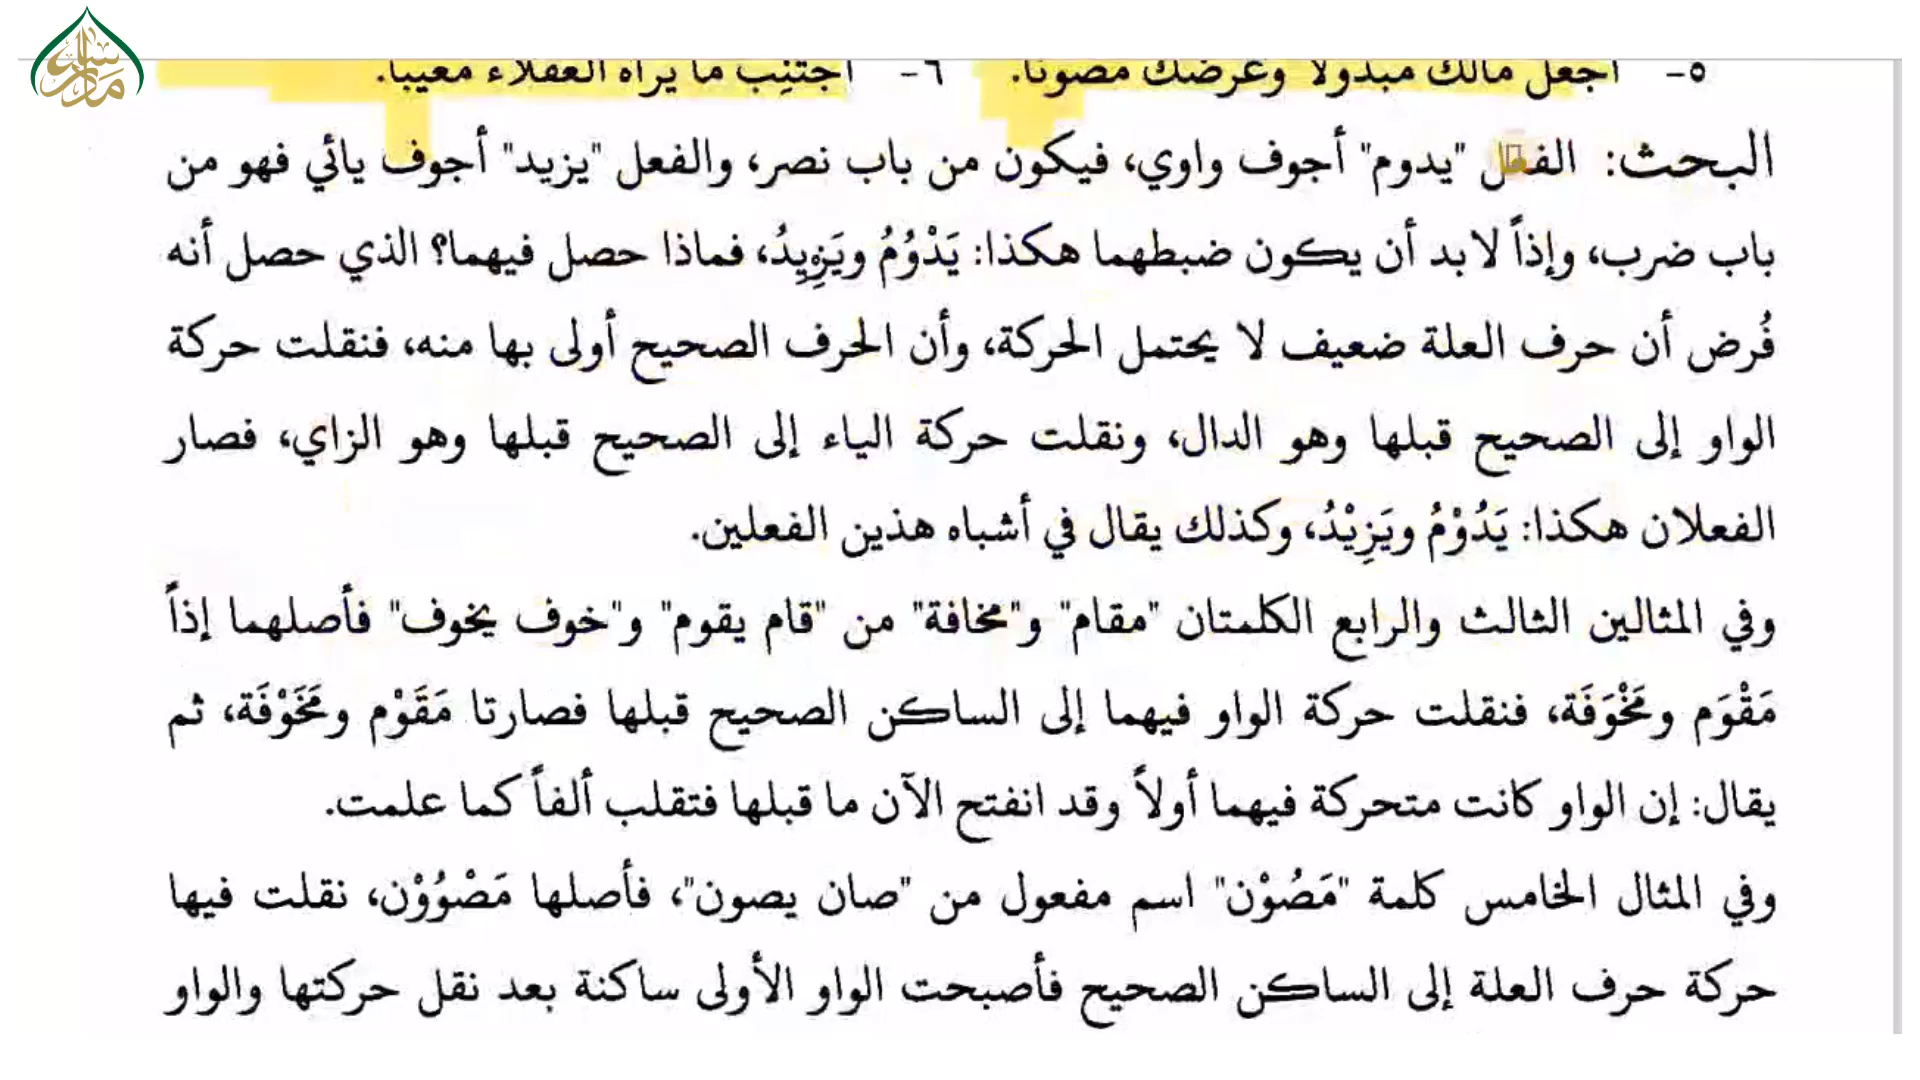 ٥- اجعل مالك مبذولا وعرضك مصونا. ٦- اجتنِب ما يراه العقلاء معيبا.
البحث: الفعل "يدوم" أجوف واوي، فيكون من باب نصر، والفعل "يزيد" أجوف يائي فهو من
باب ضرب، وإذاً لابد أن يكون ضبطهما هكذا: يَدْوُمُ ويَزْيِدُ، فماذا حصل فيهما؟ الذي حصل أنه
فُرض أن حرف العلة ضعيف لا يحتمل الحركة، وأن الحرف الصحيح أولى بها منه، فنقلت حركة
الواو إلى الصحيح قبلها وهو الدال، ونقلت حركة الياء إلى الصحيح قبلها وهو الزاي، فصار
الفعلان هكذا: يَدُوْمُ ويَزِيْدُ، وكذلك يقال في أشباه هذين الفعلين.
وفي المثالين الثالث والرابع الكلمتان "مقام" و"مخافة" من "قام يقوم" و"خوف يخوف" فأصلهما إذاً
مَقْوَم ومَخْوَفَة، فنقلت حركة الواو فيهما إلى الساكن الصحيح قبلها فصارتا مَقَوْم ومَخَوْفَة، ثم
يقال: إن الواو كانت متحركة فيهما أولاً وقد انفتح الآن ما قبلها فتقلب ألفاً كما علمت.
وفي المثال الخامس كلمة "مَصُوْن" اسم مفعول من "صان يصون"، فأصلها مَصْوُوْن، نقلت فيها
حركة حرف العلة إلى الساكن الصحيح فأصبحت الواو الأولى ساكنة بعد نقل حركتها والواو